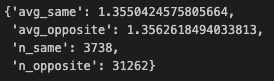 {'avg_same': 1.3550424575805664,
'avg_opposite': 1.3562618494033813,
'n_same': 3738,
'n_opposite': 31262}